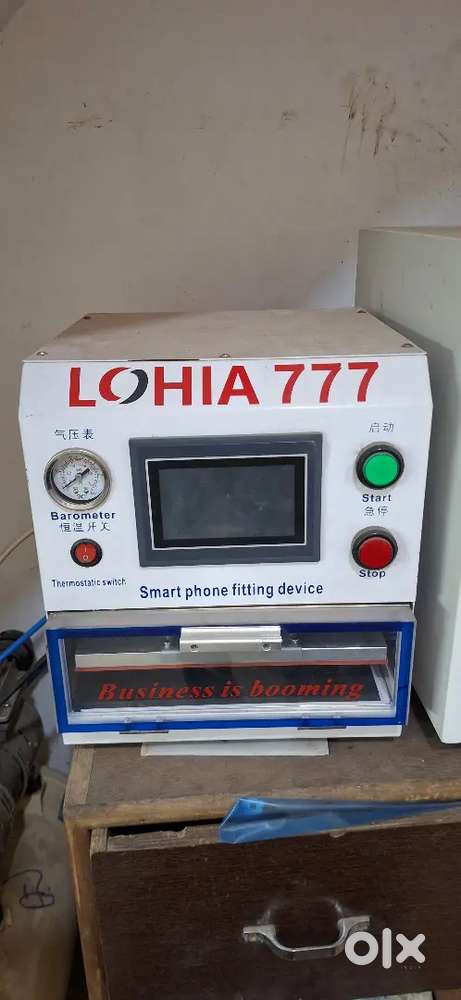 LOHIA 777
气压表
启动
Barometer
恒温开关
Start
急停
Thermostatic switch
Smart phone fitting device
Stop
Business is booming
olx
INDIA